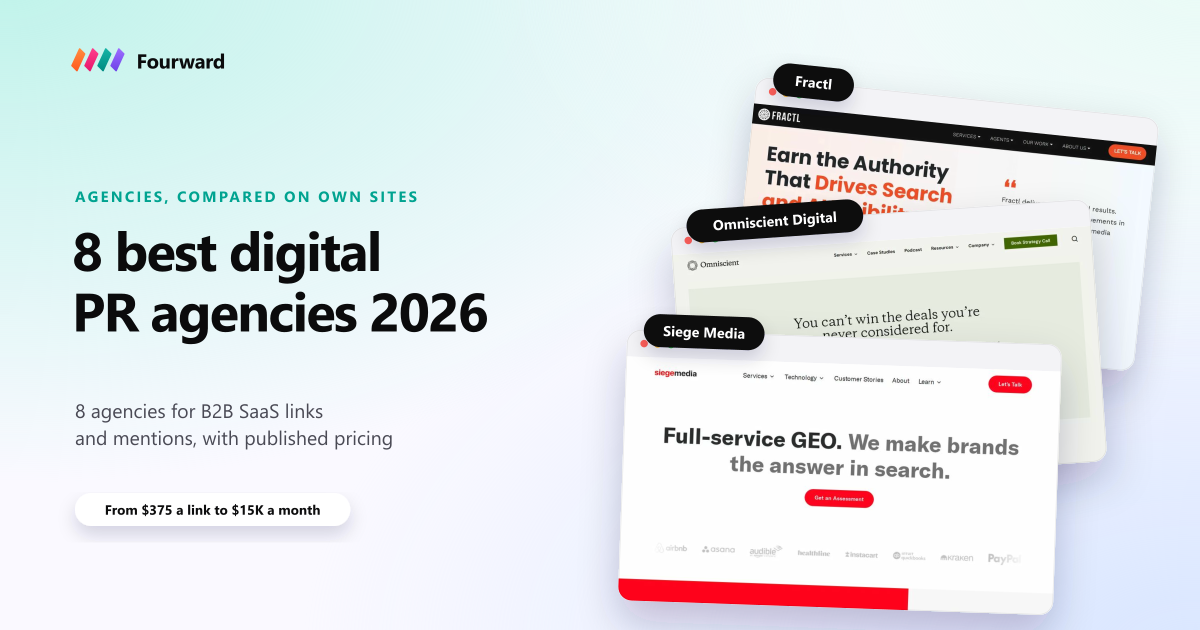 Fourward
AGENCIES, COMPARED ON OWN SITES
8 best digital
PR agencies 2026
8 agencies for B2B SaaS links
and mentions, with published pricing
From $375 a link to $15K a month
Fractl
FRACTL
SERVICES
AGENTS
OUR WORK
ABOUT US
LET'S TALK
Earn the Authority
That Drives Search
“
Omniscient Digital
Omniscient
Services
Case Studies
Podcast
Resources
Company
Book Strategy Call
You can't win the deals you're
never considered for.
Siege Media
siegemedia
Services
Technology
Customer Stories
About
Learn
Let's Talk
Full-service GEO. We make brands
the answer in search.
Get an Assessment
airbnb
asana
audible
healthline
instacart
KRAKEN
PayPal